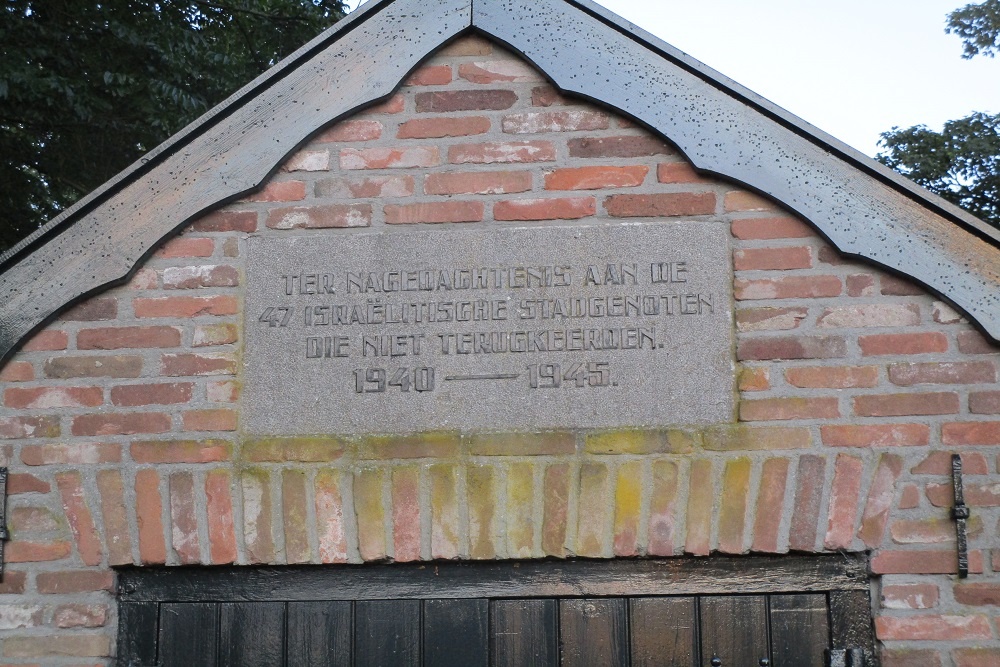 TER NAGEDACHTENIS AAN DE
47 ISRAËLITISCHE STADGENOTEN
DIE NIET TERUGKEERDEN.
1940 — 1945.